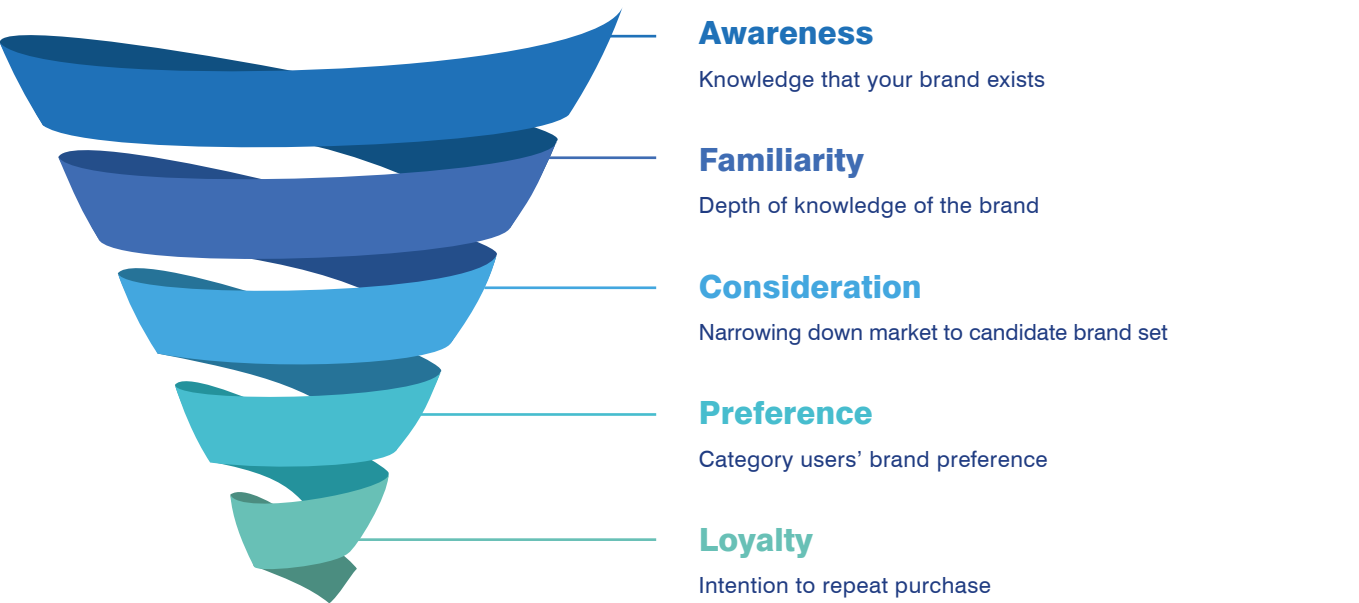 Awareness
Knowledge that your brand exists
Familiarity
Depth of knowledge of the brand
Consideration
Narrowing down market to candidate brand set
Preference
Category users’ brand preference
Loyalty
Intention to repeat purchase